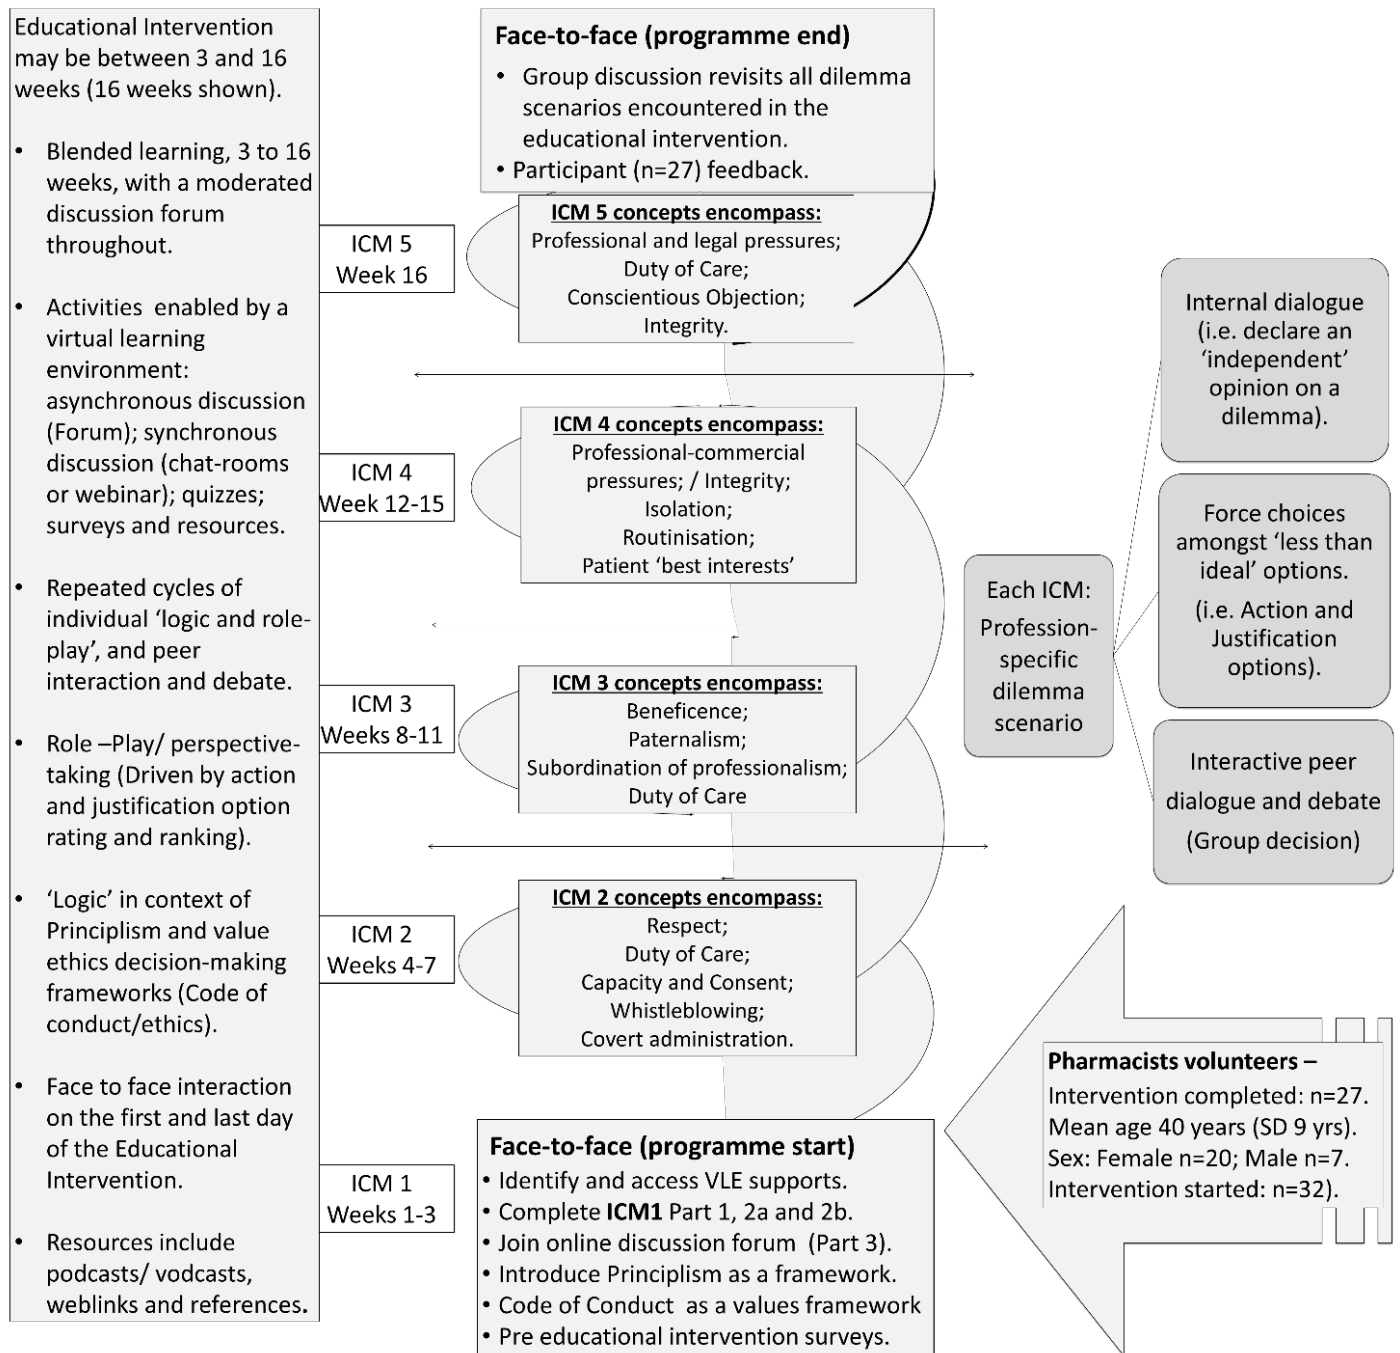 Educational Intervention
may be between 3 and 16
weeks (16 weeks shown).
• Blended learning, 3 to 16
weeks, with a moderated
discussion forum
throughout.
• Activities enabled by a
virtual learning
environment:
asynchronous discussion
(Forum); synchronous
discussion (chat-rooms
or webinar); quizzes;
surveys and resources.
• Repeated cycles of
individual ‘logic and role-
play’, and peer
interaction and debate.
• Role –Play/ perspective-
taking (Driven by action
and justification option
rating and ranking).
• ‘Logic’ in context of
Principlism and value
ethics decision-making
frameworks (Code of
conduct/ethics).
• Face to face interaction
on the first and last day
of the Educational
Intervention.
• Resources include
podcasts/ vodcasts,
weblinks and references.
Face-to-face (programme end)
• Group discussion revisits all dilemma
scenarios encountered in the
educational intervention.
• Participant (n=27) feedback.
ICM 5
Week 16
ICM 5 concepts encompass:
Professional and legal pressures;
Duty of Care;
Conscientious Objection;
Integrity.
ICM 4
Week 12-15
ICM 4 concepts encompass:
Professional-commercial
pressures; / Integrity;
Isolation;
Routinisation;
Patient ‘best interests’
ICM 3
Weeks 8-11
ICM 3 concepts encompass:
Beneficence;
Paternalism;
Subordination of professionalism;
Duty of Care
ICM 2
Weeks 4-7
ICM 2 concepts encompass:
Respect;
Duty of Care;
Capacity and Consent;
Whistleblowing;
Covert administration.
ICM 1
Weeks 1-3
Face-to-face (programme start)
• Identify and access VLE supports.
• Complete ICM1 Part 1, 2a and 2b.
• Join online discussion forum (Part 3).
• Introduce Principlism as a framework.
• Code of Conduct as a values framework
• Pre educational intervention surveys.
Each ICM:
Profession-
specific
dilemma
scenario
Internal dialogue
(i.e. declare an
‘independent’
opinion on a
dilemma).
Force choices
amongst ‘less than
ideal’ options.
(i.e. Action and
Justification
options).
Interactive peer
dialogue and debate
(Group decision)
Pharmacists volunteers –
Intervention completed: n=27.
Mean age 40 years (SD 9 yrs).
Sex: Female n=20; Male n=7.
Intervention started: n=32).